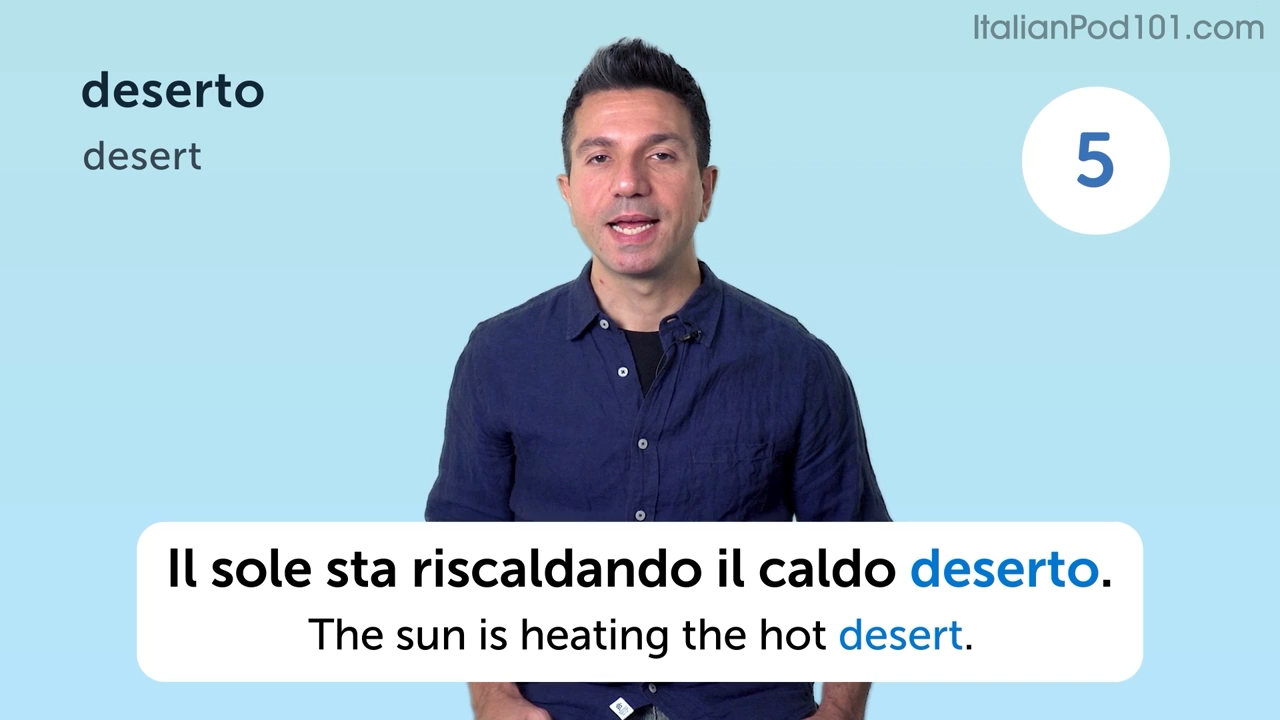 ItalianPod101.com
deserto
desert
5
Il sole sta riscaldando il caldo deserto.
The sun is heating the hot desert.